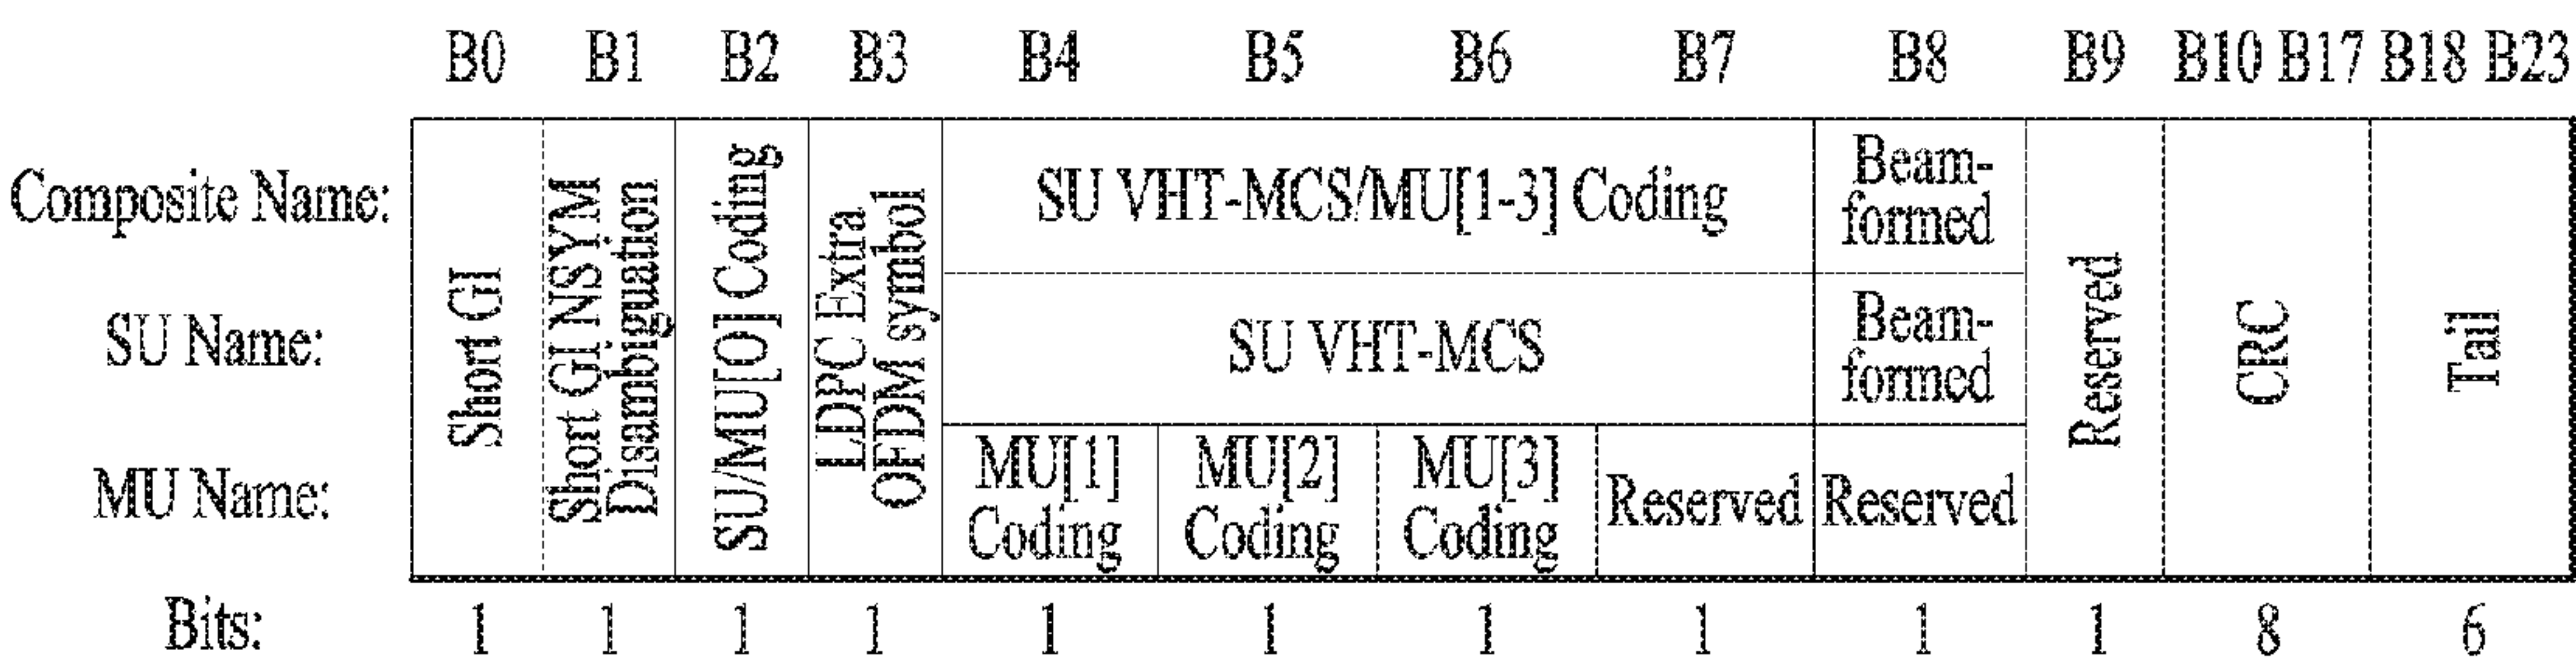 B0 B1 B2 B3 B4 B5 B6 B7 B8 B9 B10 B17 B18 B23
Composite Name:
SU Name:
MU Name:
Short GI
Short GI NSYM
Disambiguation
SU/MU[O] Coding
LDPC Extra
OFDM symbol
SU VHT-MCS/MU[1-3] Coding
Beam-
formed
SU VHT-MCS
Beam-
formed
MU[1]
Coding
MU[2]
Coding
MU[3]
Coding
Reserved
Reserved
Reserved
CRC
Tail
Bits: 1 1 1 1 1 1 1 1 1 1 8 6